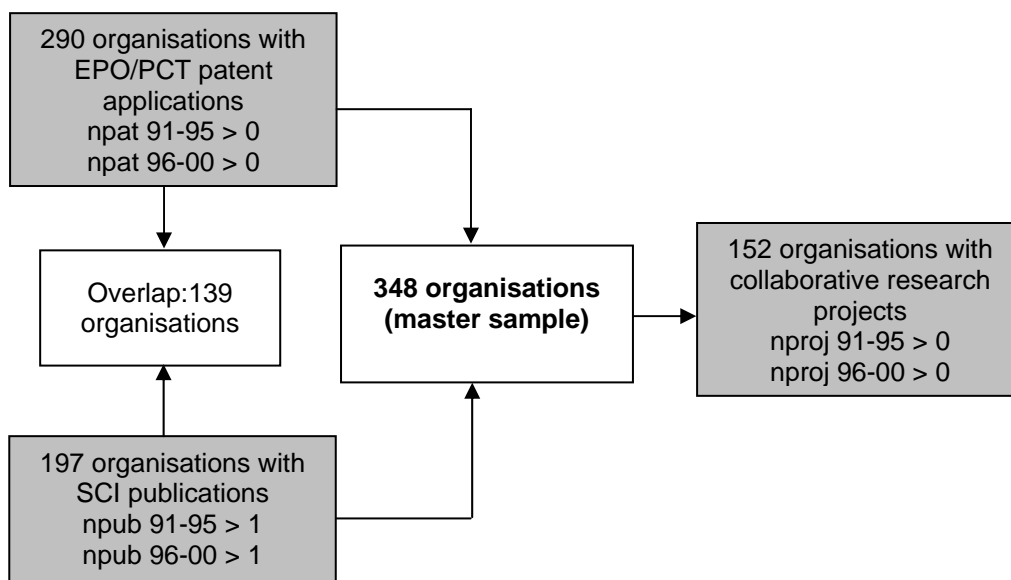 290 organisations with
EPO/PCT patent
applications
npat 91-95 > 0
npat 96-00 > 0
Overlap:139
organisations
348 organisations
(master sample)
152 organisations with
collaborative research
projects
nproj 91-95 > 0
nproj 96-00 > 0
197 organisations with
SCI publications
npub 91-95 > 1
npub 96-00 > 1